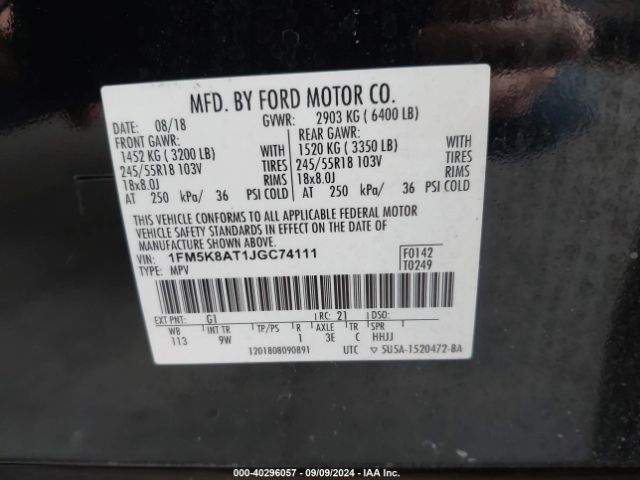 MFD. BY FORD MOTOR CO.
DATE: 08/18 GVWR: 2903 KG ( 6400 LB)
FRONT GAWR: REAR GAWR:
1452 KG ( 3200 LB) 1520 KG ( 3350 LB) WITH
245/55R18 103V TIRES 245/55R18 103V TIRES
18x8.0J RIMS 18x8.0J RIMS
AT 250 kPa/ 36 PSI COLD AT 250 kPa/ 36 PSI COLD
THIS VEHICLE CONFORMS TO ALL APPLICABLE FEDERAL MOTOR
VEHICLE SAFETY STANDARDS IN EFFECT ON THE DATE OF
MANUFACTURE SHOWN ABOVE.
VIN: 1FM5K8AT1JGC74111 F0142
TYPE: MPV T0249
EXT PNT: G1 RC: 21 DSO:
WB INT TR TP/PS R AXLE TR SPR
113 9W 1 3E C HHJJ
1201808090891 UTC ▽ 5U5A-1520472-BA
000-40296057 - 09/09/2024 - IAA Inc.